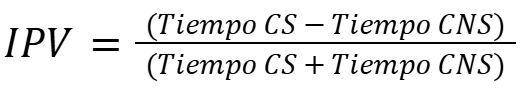 IPV = (Tiempo CS − Tiempo CNS)
(Tiempo CS + Tiempo CNS)